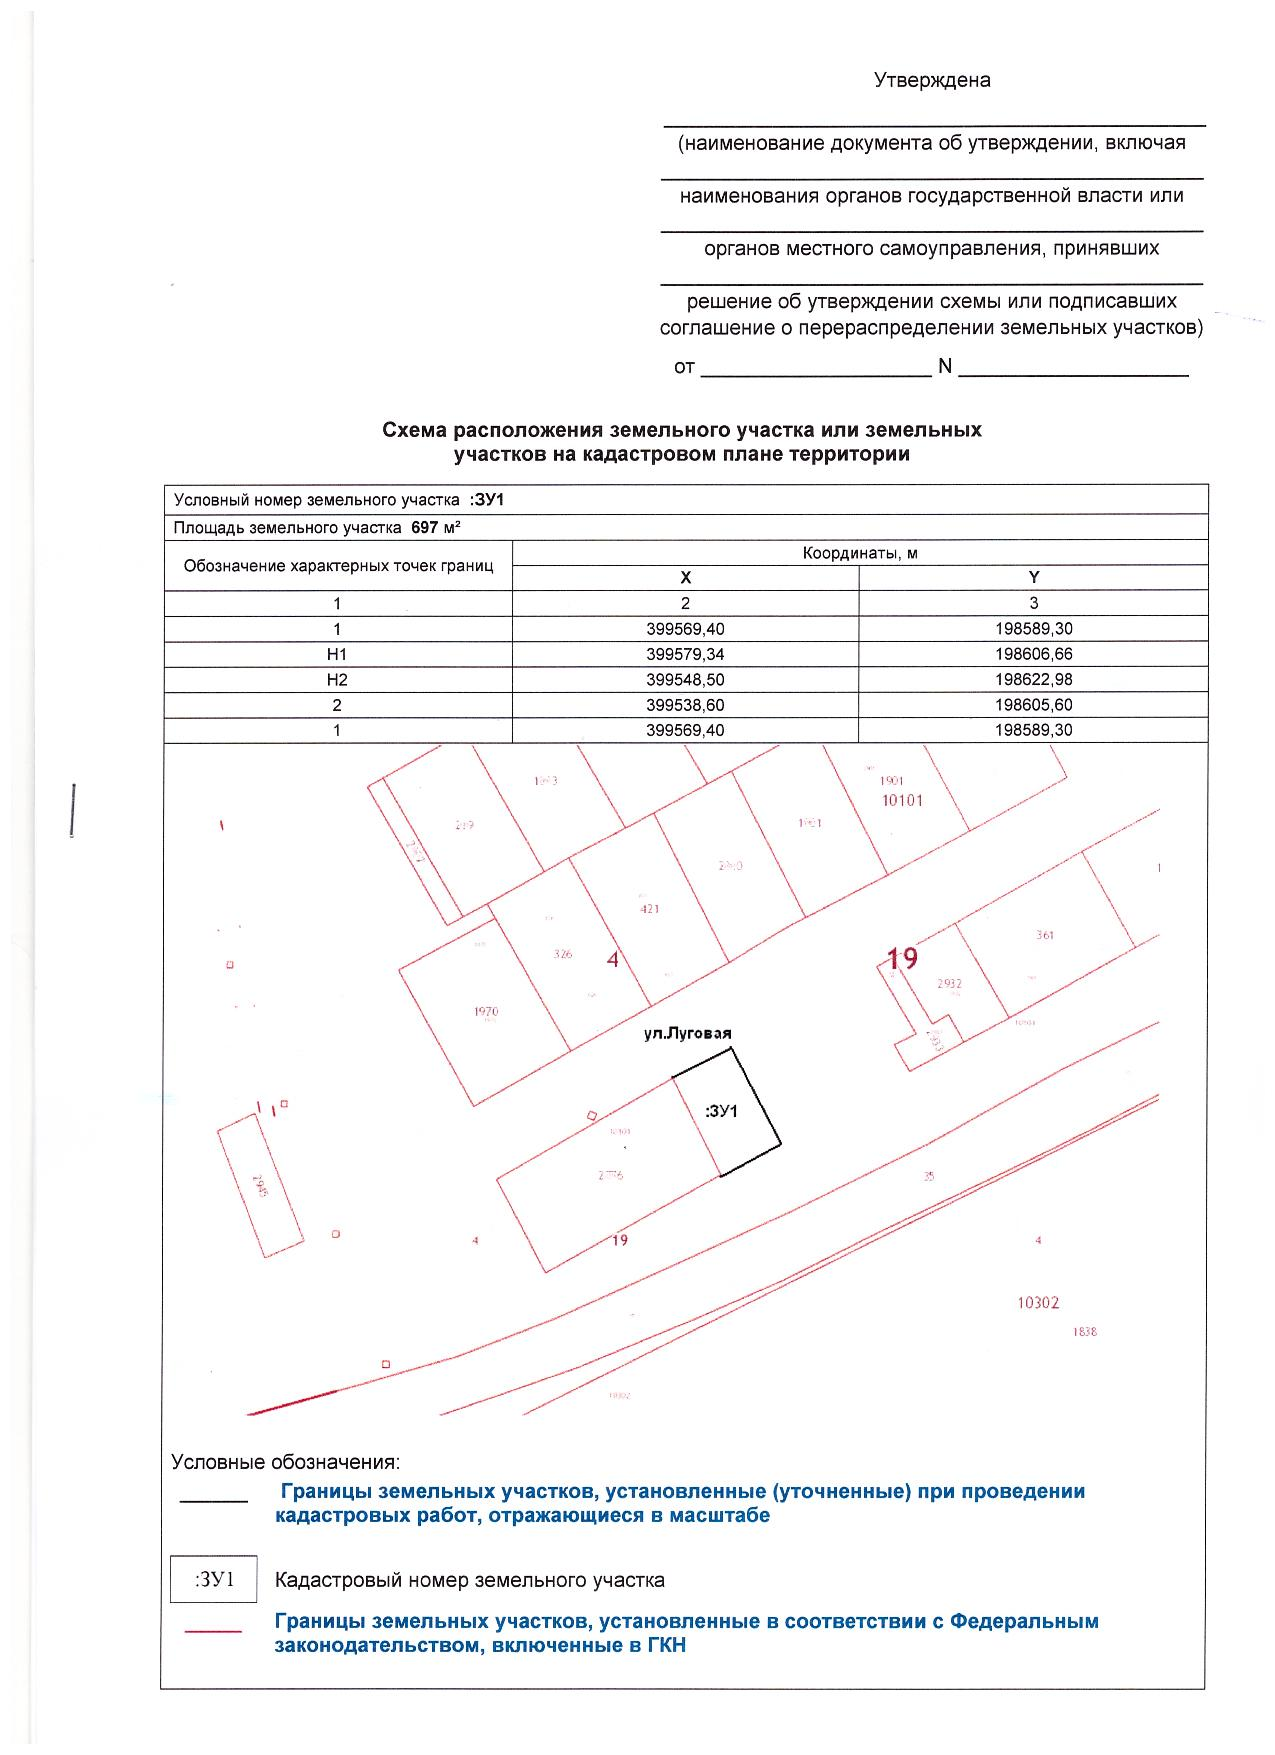 Утверждена
(наименование документа об утверждении, включая
наименования органов государственной власти или
органов местного самоуправления, принявших
решение об утверждении схемы или подписавших
соглашение о перераспределении земельных участков)
от ____________________ N ____________________
Схема расположения земельного участка или земельных
участков на кадастровом плане территории
Условный номер земельного участка :ЗУ1
Площадь земельного участка 697 м²
Обозначение характерных точек границ
Координаты, м
X Y
1 2 3
1 399569,40 198589,30
Н1 399579,34 198606,66
Н2 399548,50 198622,98
2 399538,60 198605,60
1 399569,40 198589,30
1901
10101
421
361
326
4
19
2932
1970
2933
ул.Луговая
:ЗУ1
2945
35
4
19
4
10302
1838
10302
Условные обозначения:
Границы земельных участков, установленные (уточненные) при проведении
кадастровых работ, отражающиеся в масштабе
:ЗУ1 Кадастровый номер земельного участка
Границы земельных участков, установленные в соответствии с Федеральным
законодательством, включенные в ГКН